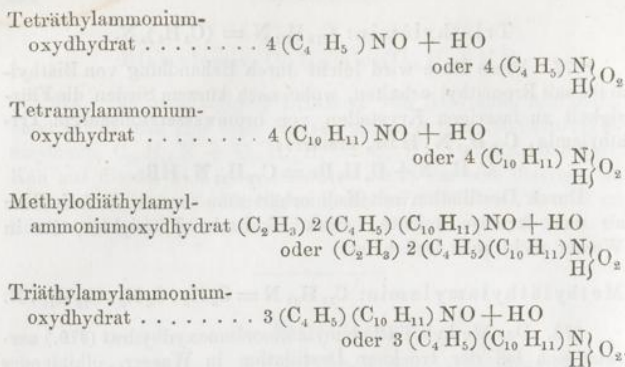 Teträthylammonium-
oxydhydrat . . . . . . . . 4 (C₄ H₅ ) NO + HO
oder 4 (C₄ H₅) N} O₂
H}
Tetramylammonium-
oxydhydrat . . . . . . . . 4 (C₁₀ H₁₁) NO + HO
oder 4 (C₁₀ H₁₁) N} O₂
H}
Methylodiäthylamyl-
ammoniumoxydhydrat (C₂ H₃) 2 (C₄ H₅) (C₁₀ H₁₁) NO + HO
oder (C₂ H₃) 2 (C₄ H₅) (C₁₀ H₁₁) N} O₂
H}
Triäthylamylammonium-
oxydhydrat . . . . . . . . 3 (C₄ H₅) (C₁₀ H₁₁) NO + HO
oder 3 (C₄ H₅) (C₁₀ H₁₁) N} O₂.
H}